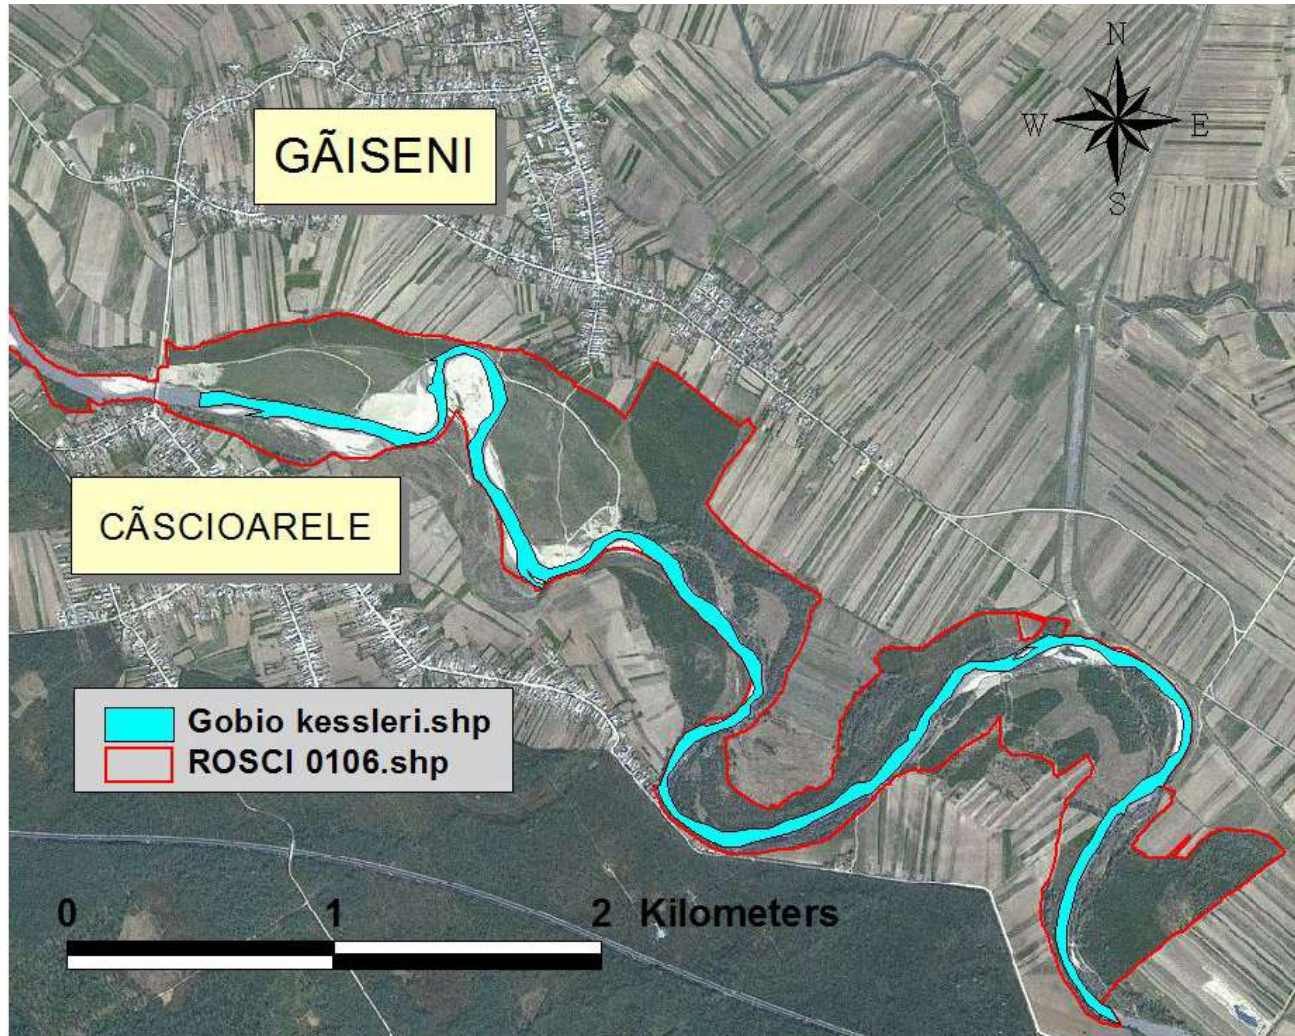 N
GÃISENI
W E
S
CÃSCIOARELE
Gobio kessleri.shp
ROSCI 0106.shp
0 1 2 Kilometers